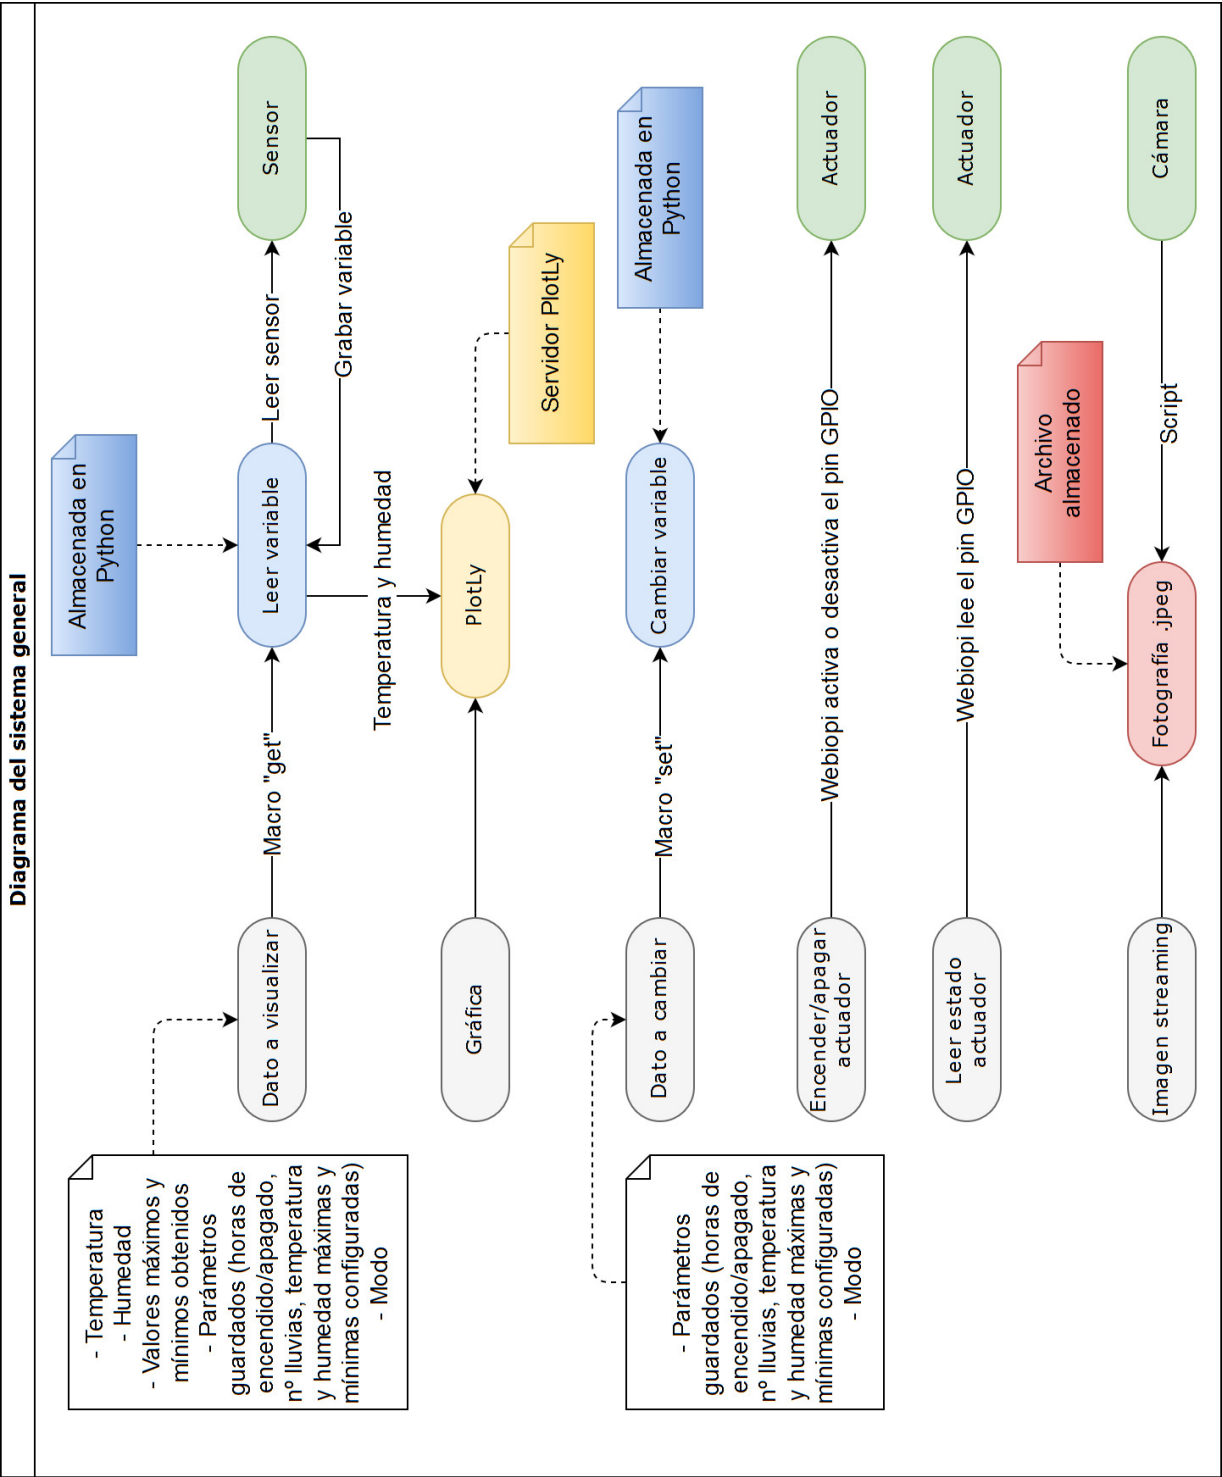 Diagrama del sistema general
- Temperatura
- Humedad
- Valores máximos y
mínimos obtenidos
- Parámetros
guardados (horas de
encendido/apagado,
nº lluvias, temperatura
y humedad máximas y
mínimas configuradas)
- Modo
Dato a visualizar
Macro "get"
Almacenada en
Python
Leer variable
Leer sensor
Sensor
Grabar variable
Temperatura y humedad
Gráfica
PlotLy
Servidor PlotLy
- Parámetros
guardados (horas de
encendido/apagado,
nº lluvias, temperatura
y humedad máximas y
mínimas configuradas)
- Modo
Dato a cambiar
Macro "set"
Cambiar variable
Almacenada en
Python
Encender/apagar
actuador
Webiopi activa o desactiva el pin GPIO
Actuador
Leer estado
actuador
Webiopi lee el pin GPIO
Actuador
Archivo
almacenado
Imagen streaming
Fotografía .jpeg
Script
Cámara